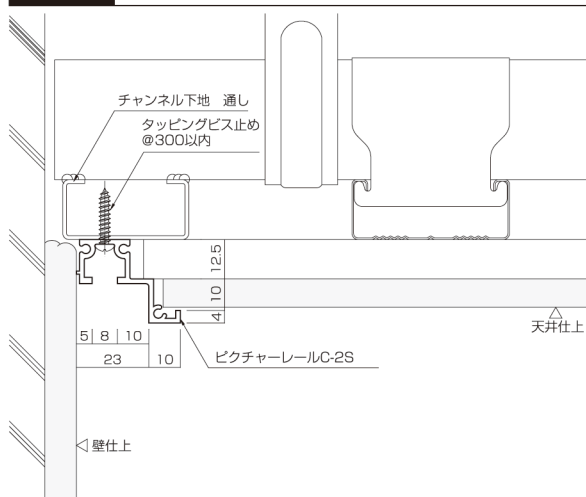 チャンネル下地　通し
タッピングビス止め
@300以内
12.5
10
4
天井仕上
5 8 10
23 10
ピクチャーレールC-2S
壁仕上